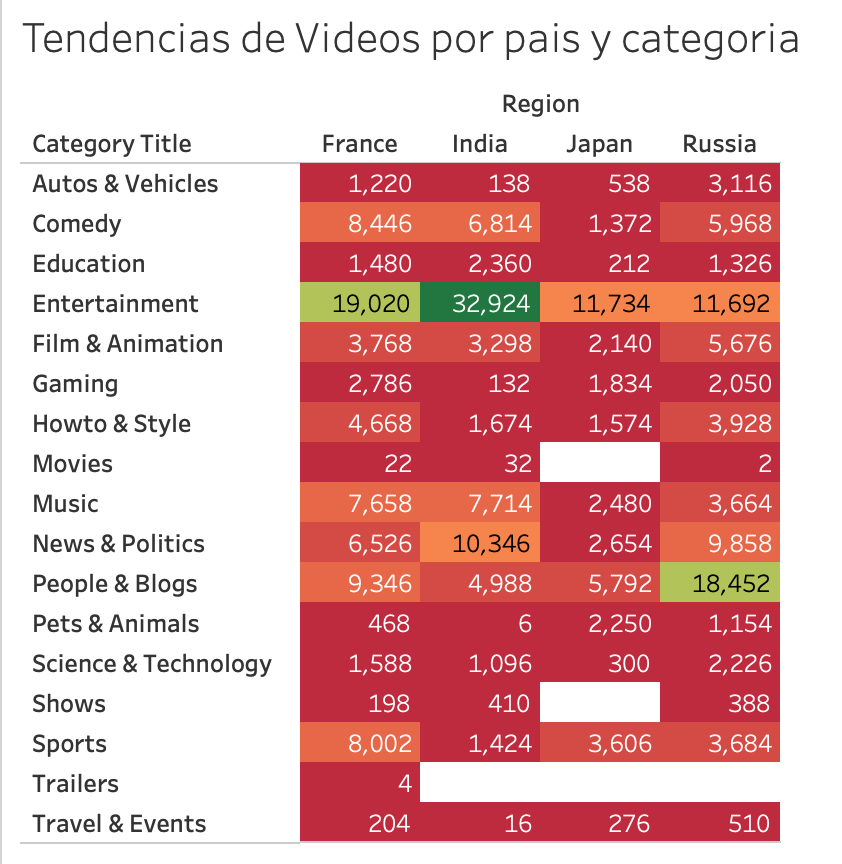 Tendencias de Videos por pais y categoria
Region
Category Title France India Japan Russia
Autos & Vehicles 1,220 138 538 3,116
Comedy 8,446 6,814 1,372 5,968
Education 1,480 2,360 212 1,326
Entertainment 19,020 32,924 11,734 11,692
Film & Animation 3,768 3,298 2,140 5,676
Gaming 2,786 132 1,834 2,050
Howto & Style 4,668 1,674 1,574 3,928
Movies 22 32 2
Music 7,658 7,714 2,480 3,664
News & Politics 6,526 10,346 2,654 9,858
People & Blogs 9,346 4,988 5,792 18,452
Pets & Animals 468 6 2,250 1,154
Science & Technology 1,588 1,096 300 2,226
Shows 198 410 388
Sports 8,002 1,424 3,606 3,684
Trailers 4
Travel & Events 204 16 276 510